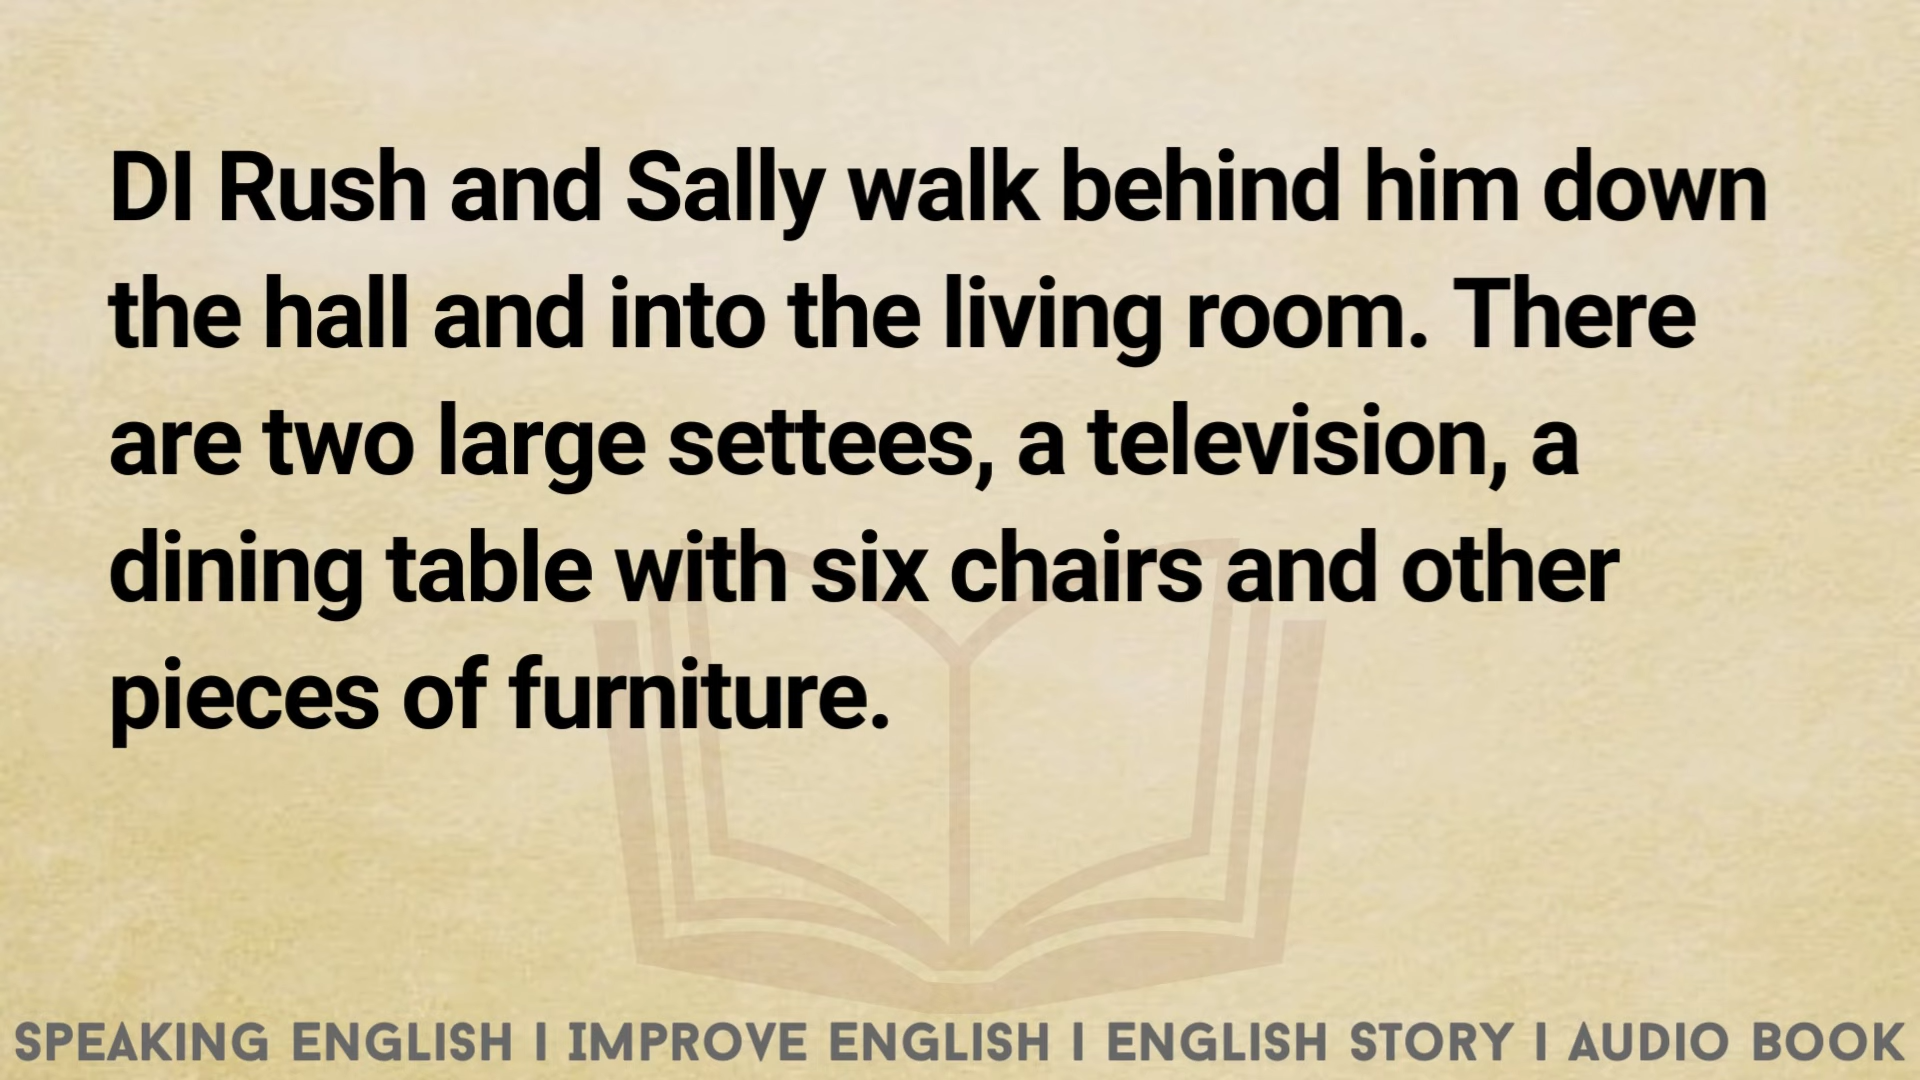 DI Rush and Sally walk behind him down
the hall and into the living room. There
are two large settees, a television, a
dining table with six chairs and other
pieces of furniture.
SPEAKING ENGLISH | IMPROVE ENGLISH | ENGLISH STORY | AUDIO BOOK